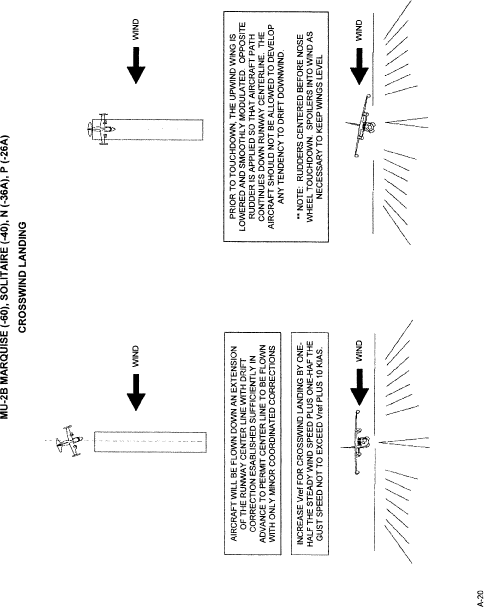 MU-2B MARQUISE (-60), SOLITAIRE (-40), N (-36A), P (-26A)
CROSSWIND LANDING
WIND
AIRCRAFT WILL BE FLOWN DOWN AN EXTENSION
OF THE RUNWAY CENTER LINE WITH DRIFT
CORRECTION ESABLISHED SUFFICIENTLY IN
ADVANCE TO PERMIT CENTER LINE TO BE FLOWN
WITH ONLY MINOR COORDINATED CORRECTIONS
INCREASE Vref FOR CROSSWIND LANDING BY ONE-
HALF THE STEADY WIND SPEED PLUS ONE-HAF THE
GUST SPEED NOT TO EXCEED Vref PLUS 10 KIAS.
WIND
WIND
PRIOR TO TOUCHDOWN, THE UPWIND WING IS
LOWERED AND SMOOTHLY MODULATED. OPPOSITE
RUDDER IS APPLIED SO THAT AIRCRAFT PATH
CONTINUES DOWN RUNWAY CENTERLINE. THE
AIRCRAFT SHOULD NOT BE ALLOWED TO DEVELOP
ANY TENDENCY TO DRIFT DOWNWIND.
** NOTE: RUDDERS CENTERED BEFORE NOSE
WHEEL TOUCHDOWN. SPOILERS INTO WIND AS
NECESSARY TO KEEP WINGS LEVEL
WIND
A-20